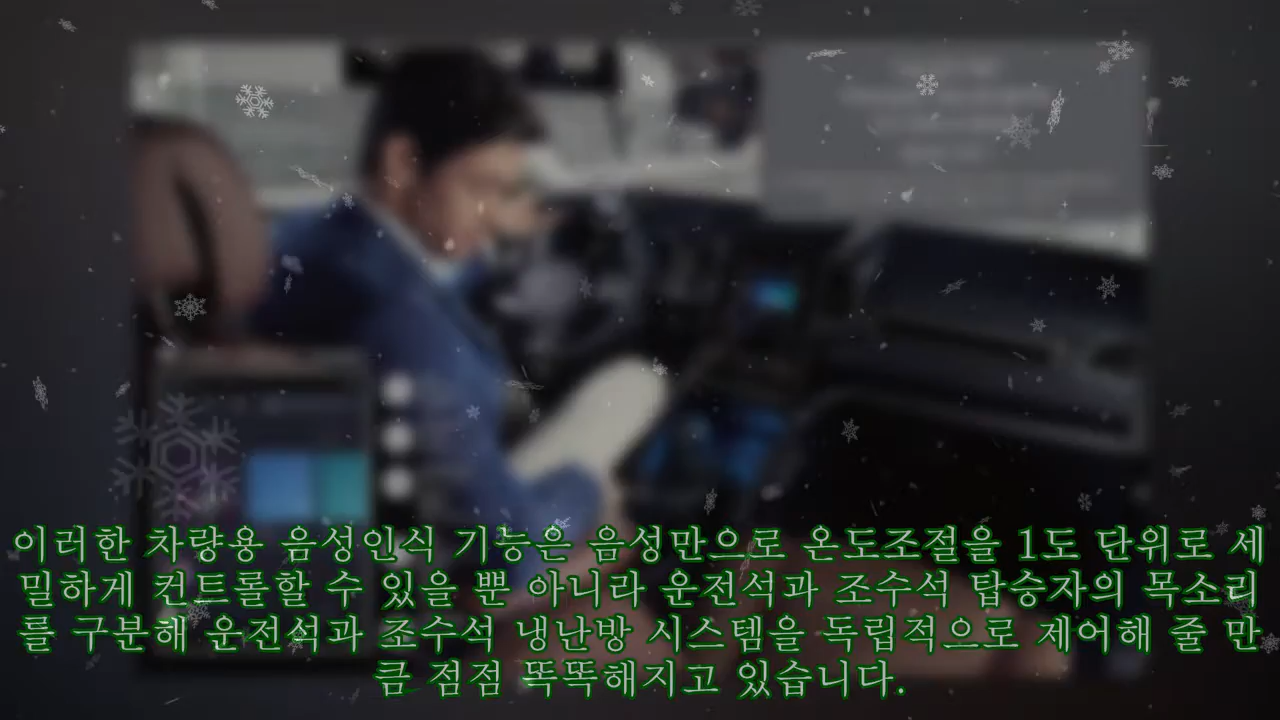 이러한 차량용 음성인식 기능은 음성만으로 온도조절을 1도 단위로 세
밀하게 컨트롤할 수 있을 뿐 아니라 운전석과 조수석 탑승자의 목소리
를 구분해 운전석과 조수석 냉난방 시스템을 독립적으로 제어해 줄 만
큼 점점 똑똑해지고 있습니다.